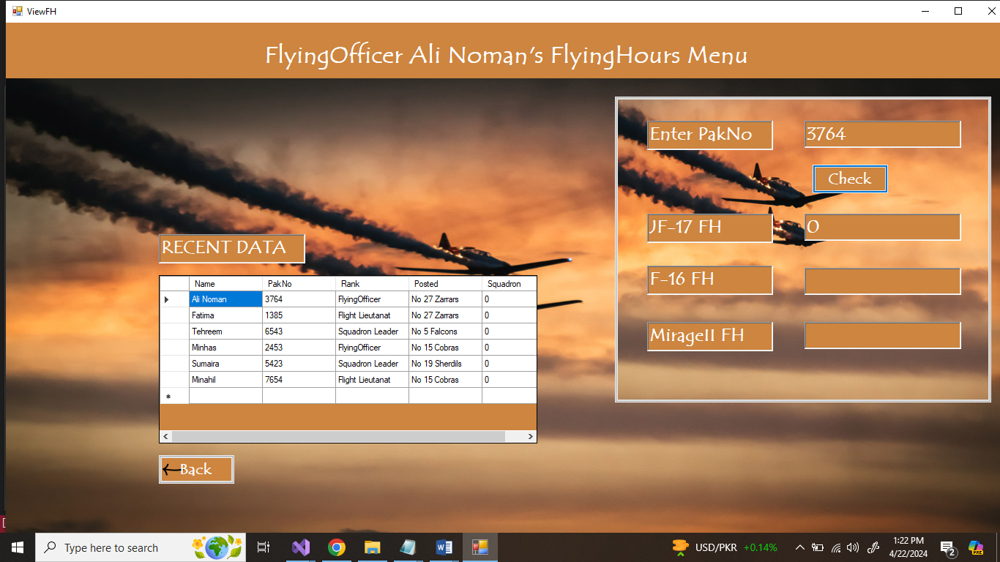 ViewFH
FlyingOfficer Ali Noman's FlyingHours Menu
Enter PakNo 3764
Check
JF-17 FH 0
F-16 FH
MirageII FH
RECENT DATA
Name PakNo Rank Posted Squadron
Ali Noman 3764 FlyingOfficer No 27 Zarrars 0
Fatima 1385 Flight Lieutanat No 27 Zarrars 0
Tehreem 6543 Squadron Leader No 5 Falcons 0
Minhas 2453 FlyingOfficer No 15 Cobras 0
Sumaira 5423 Squadron Leader No 19 Sherdils 0
Minahil 7654 Flight Lieutanat No 15 Cobras 0
Back
Type here to search
USD/PKR +0.14%
1:22 PM
4/22/2024
2
PRE